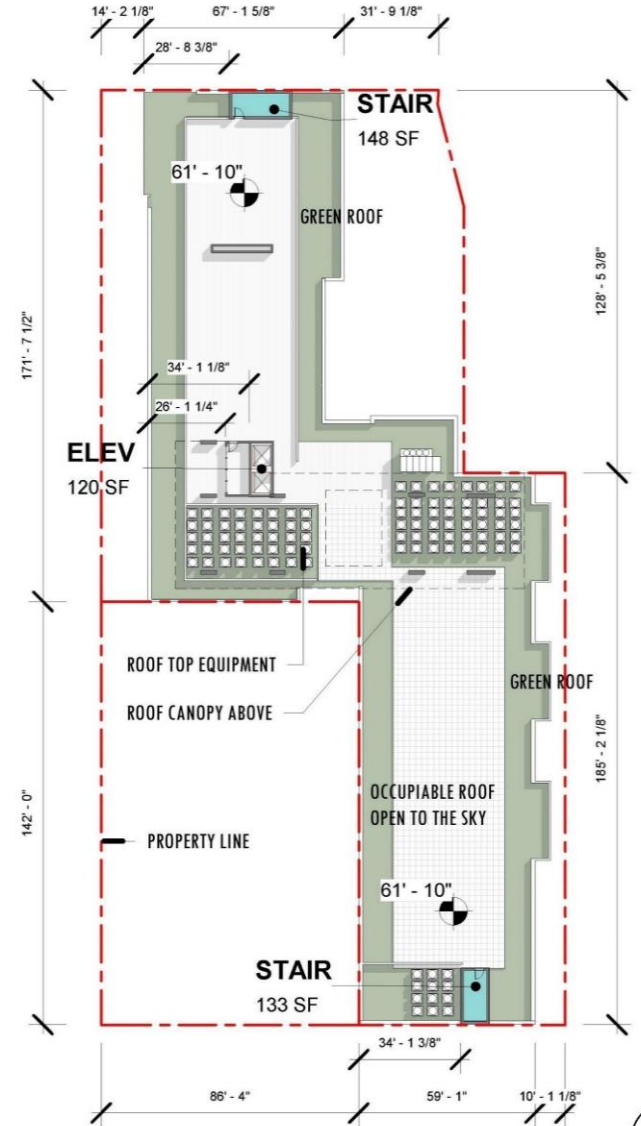 14' - 2 1/8"
67' - 1 5/8"
31' - 9 1/8"
28' - 8 3/8"
STAIR
148 SF
61' - 10"
GREEN ROOF
128' - 5 3/8"
171' - 7 1/2"
34' - 1 1/8"
26' - 1 1/4"
ELEV
120 SF
ROOF TOP EQUIPMENT
GREEN ROOF
ROOF CANOPY ABOVE
185' - 2 1/8"
OCCUPIABLE ROOF
OPEN TO THE SKY
142' - 0"
PROPERTY LINE
61' - 10"
STAIR
133 SF
34' - 1 3/8"
86' - 4"
59' - 1"
10' - 1 1/8"